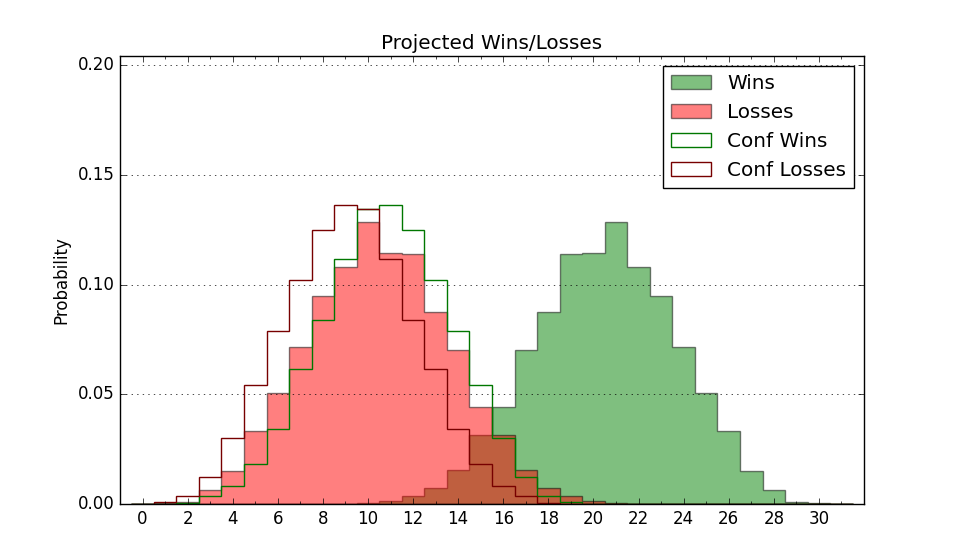 Projected Wins/Losses
Wins
Losses
Conf Wins
Conf Losses
Probability
0.20
0.15
0.10
0.05
0.00
0 2 4 6 8 10 12 14 16 18 20 22 24 26 28 30